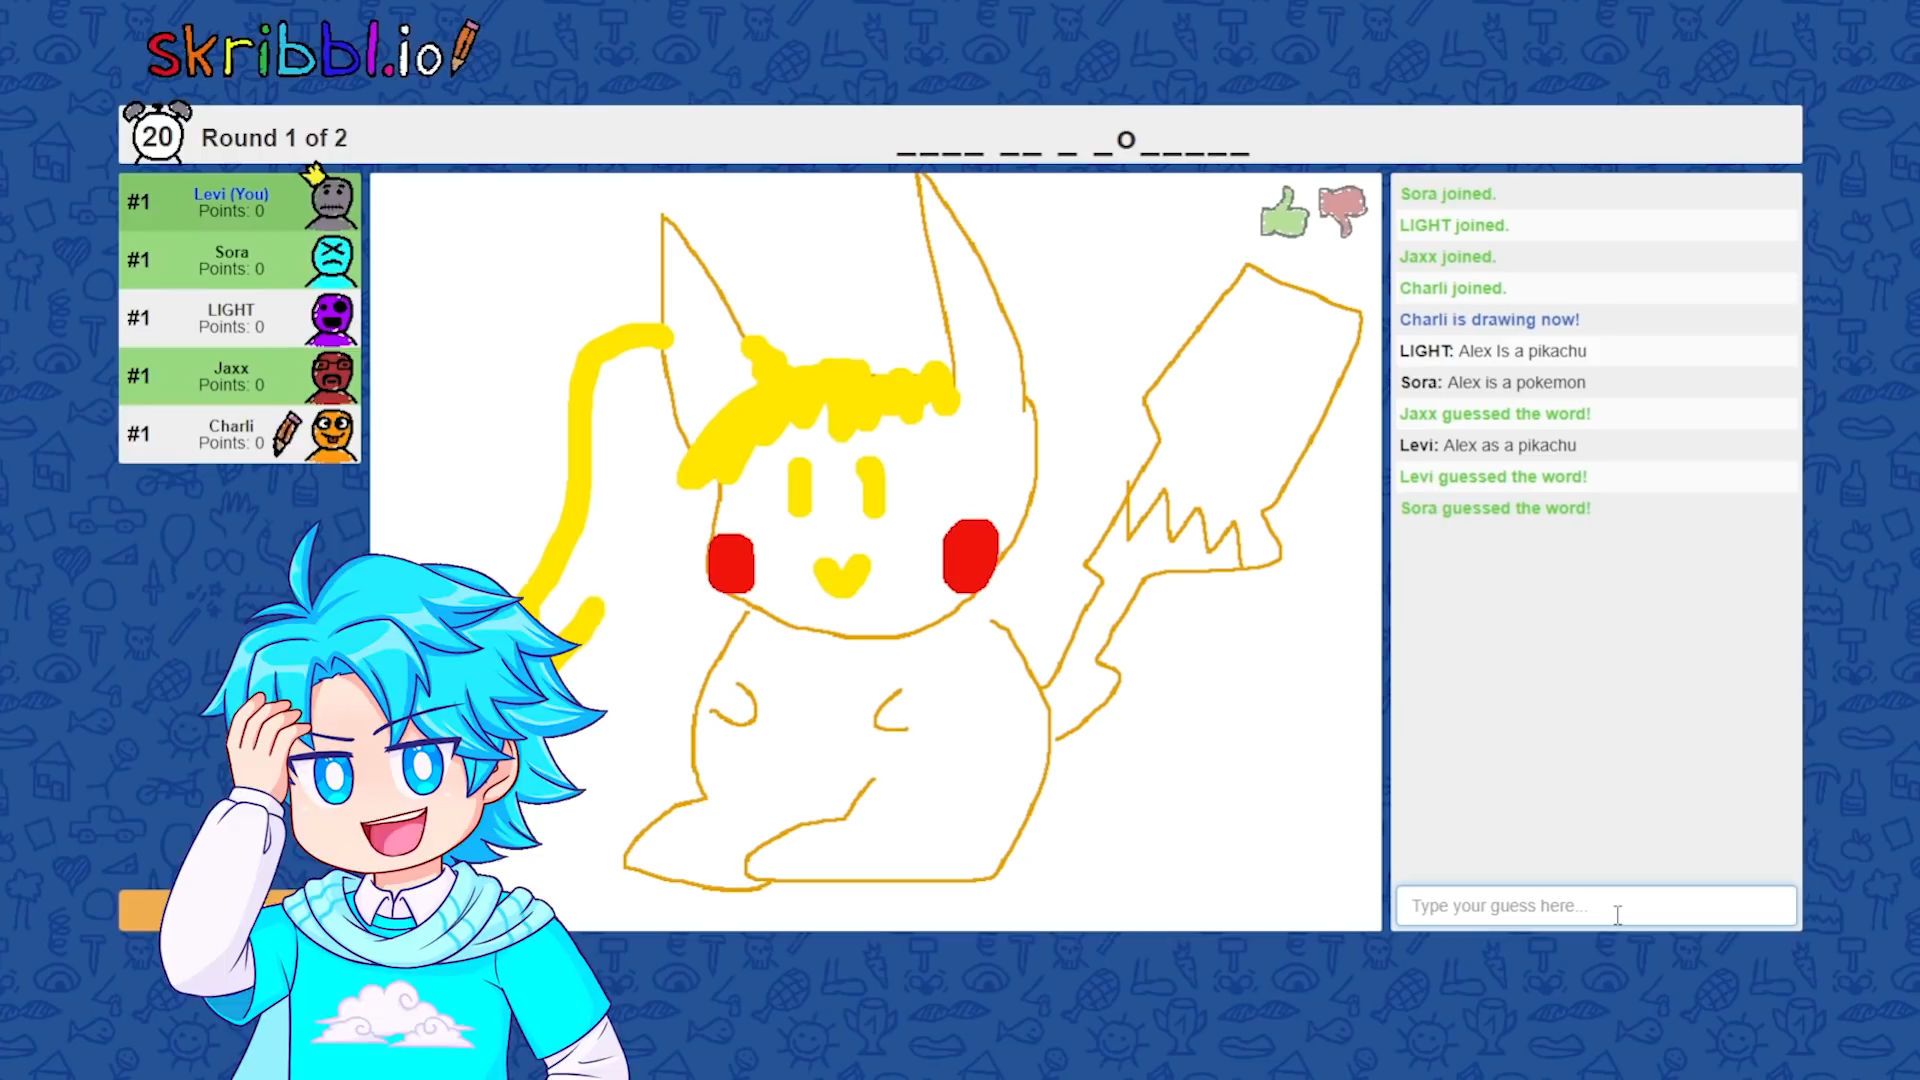 skribbl.io
20
Round 1 of 2
____ __ _ _o_____
#1
Levi (You)
Points: 0
#1
Sora
Points: 0
#1
LIGHT
Points: 0
#1
Jaxx
Points: 0
#1
Charli
Points: 0
Sora joined.
LIGHT joined.
Jaxx joined.
Charli joined.
Charli is drawing now!
LIGHT: Alex Is a pikachu
Sora: Alex is a pokemon
Jaxx guessed the word!
Levi: Alex as a pikachu
Levi guessed the word!
Sora guessed the word!
Type your guess here...